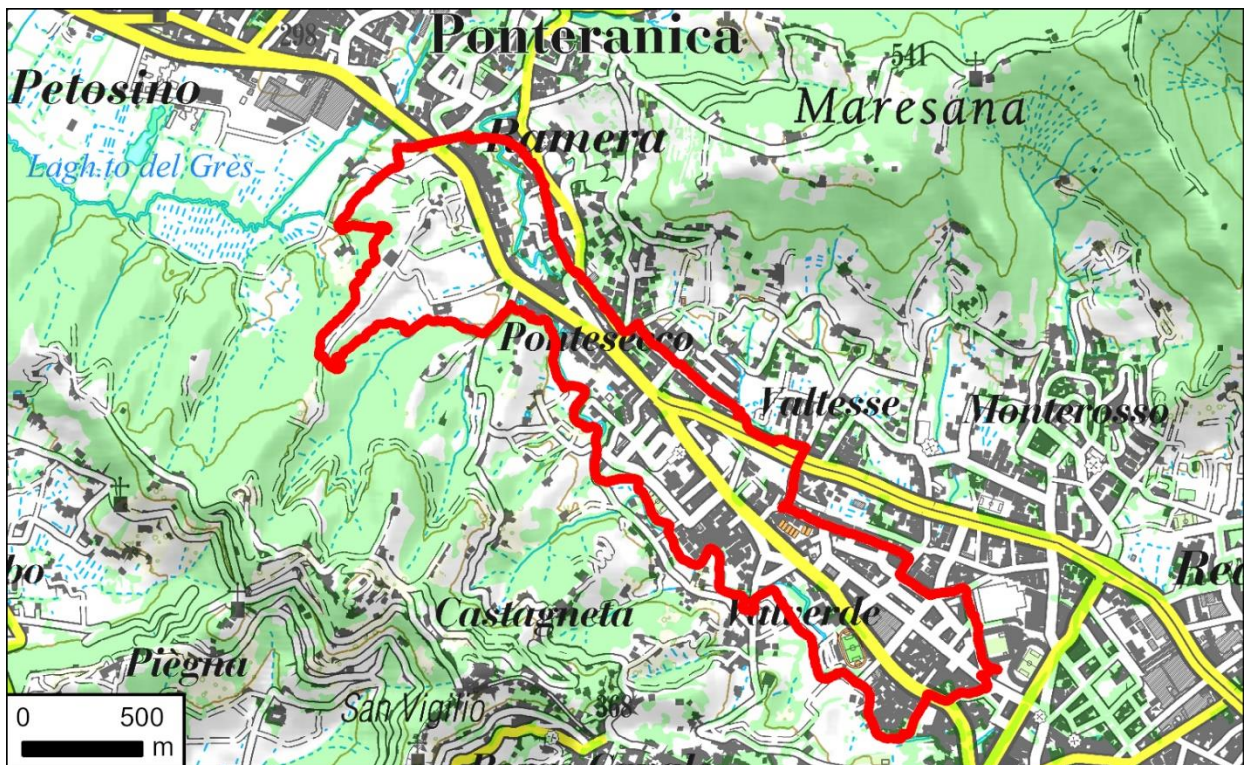 298
Ponteranica
541
Petosino
Maresana
Ramera
Laghito del Gres
Pontesecco
Valtesse
Monterosso
Castagneta
Valverde
Piègna
San Vigilio
368
0 500
m